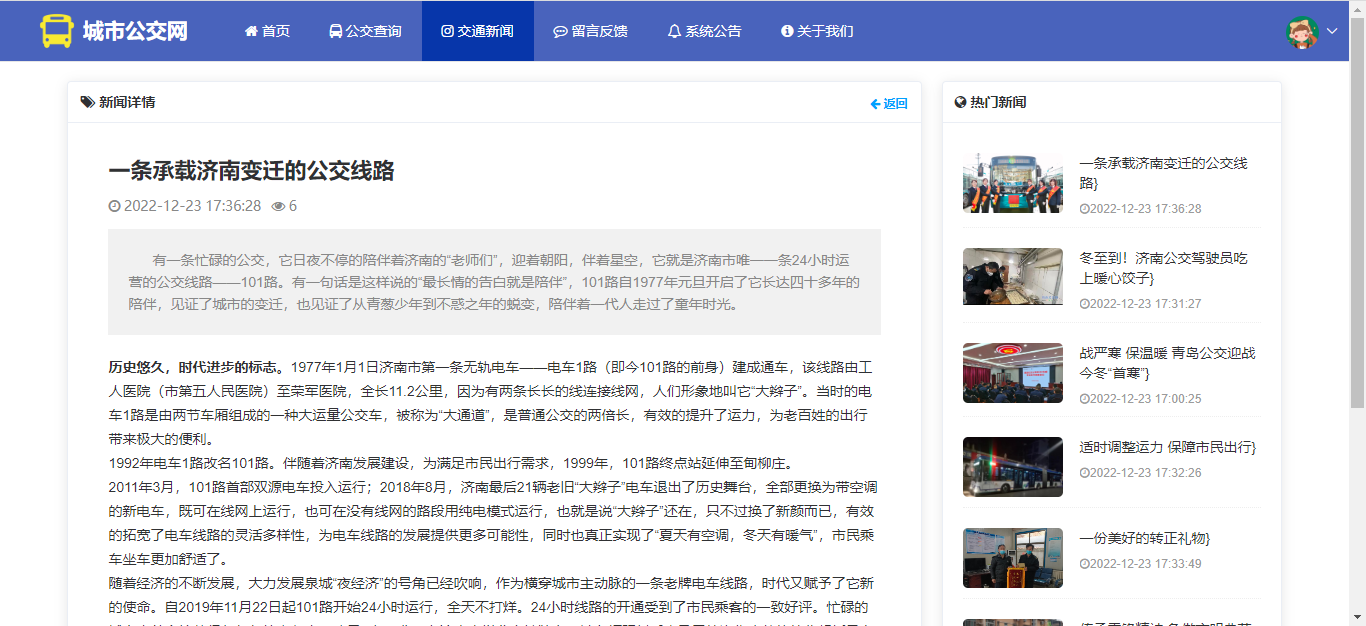 城市公交网
首页
公交查询
交通新闻
留言反馈
系统公告
关于我们
新闻详情
返回
一条承载济南变迁的公交线路
2022-12-23 17:36:28 6
有一条忙碌的公交，它日夜不停的陪伴着济南的“老师们”，迎着朝阳，伴着星空，它就是济南市唯一一条24小时运
营的公交线路——101路。有一句话是这样说的“最长情的告白就是陪伴”，101路自1977年元旦开启了它长达四十多年的
陪伴，见证了城市的变迁，也见证了从青葱少年到不惑之年的蜕变，陪伴着一代人走过了童年时光。
历史悠久，时代进步的标志。1977年1月1日济南市第一条无轨电车——电车1路（即今101路的前身）建成通车，该线路由工
人医院（市第五人民医院）至荣军医院，全长11.2公里，因为有两条长长的线连接线网，人们形象地叫它“大辫子”。当时的电
车1路是由两节车厢组成的一种大运量公交车，被称为“大通道”，是普通公交的两倍长，有效的提升了运力，为老百姓的出行
带来极大的便利。
1992年电车1路改名101路。伴随着济南发展建设，为满足市民出行需求，1999年，101路终点站延伸至甸柳庄。
2011年3月，101路首部双源电车投入运行；2018年8月，济南最后21辆老旧“大辫子”电车退出了历史舞台，全部更换为带空调
的新电车，既可在线网上运行，也可在没有线网的路段用纯电模式运行，也就是说“大辫子”还在，只不过换了新颜而已，有效
的拓宽了电车线路的灵活多样性，为电车线路的发展提供更多可能性，同时也真正实现了“夏天有空调，冬天有暖气”，市民乘
车坐车更加舒适了。
随着经济的不断发展，大力发展泉城“夜经济”的号角已经吹响，作为横穿城市主动脉的一条老牌电车线路，时代又赋予了它新
的使命。自2019年11月22日起101路开始24小时运行，全天不打烊。24小时线路的开通受到了市民乘客的一致好评。忙碌的
热门新闻
一条承载济南变迁的公交线
路}
2022-12-23 17:36:28
冬至到！济南公交驾驶员吃
上暖心饺子}
2022-12-23 17:31:27
战严寒 保温暖 青岛公交迎战
今冬“首寒”}
2022-12-23 17:00:25
适时调整运力 保障市民出行}
2022-12-23 17:32:26
一份美好的转正礼物}
2022-12-23 17:33:49